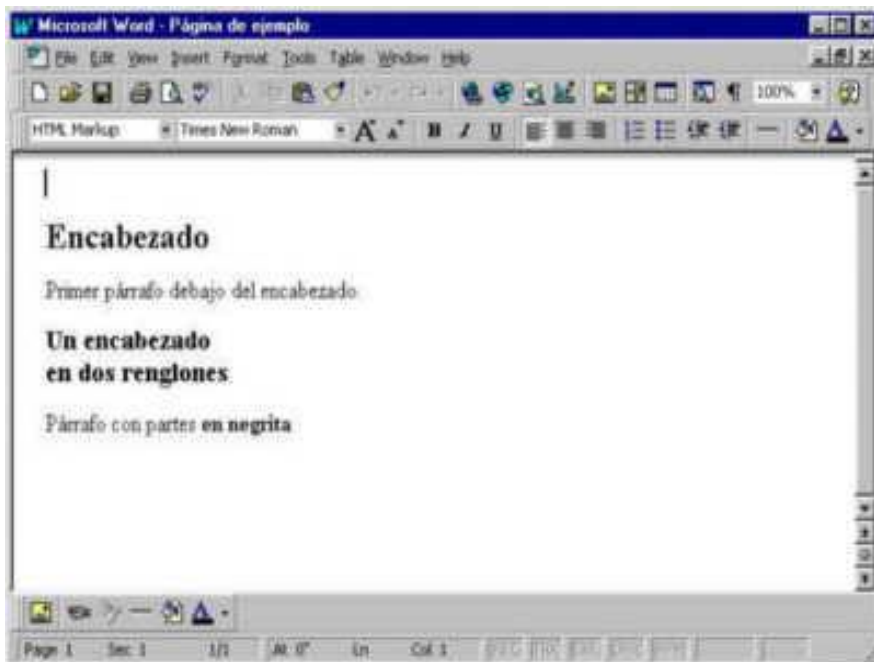 Microsoft Word - Página de ejemplo
File Edit View Insert Format Tools Table Window Help
100%
HTML Markup Times New Roman A A B I U A
Encabezado
Primer párrafo debajo del encabezado
Un encabezado
en dos renglones
Párrafo con partes en negrita
A
Page 1 Sec 1 1/1 At 0" Ln Col 1